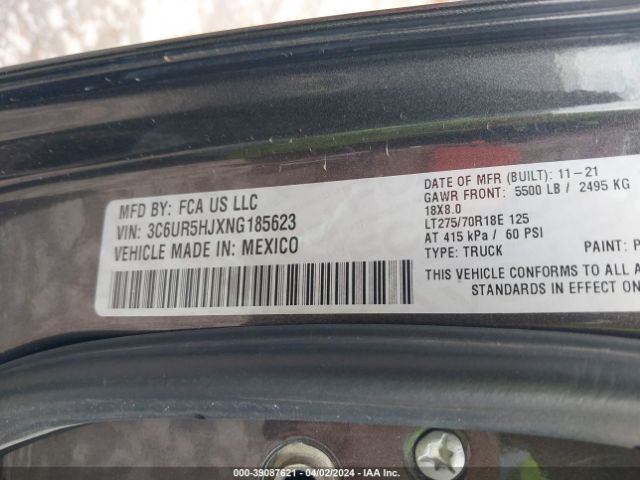 MFD BY: FCA US LLC
VIN: 3C6UR5HJXNG185623
VEHICLE MADE IN: MEXICO
DATE OF MFR (BUILT): 11-21
GAWR FRONT: 5500 LB / 2495 KG
18X8.0
LT275/70R18E 125
AT 415 kPa / 60 PSI
TYPE: TRUCK
PAINT: P
THIS VEHICLE CONFORMS TO ALL A
STANDARDS IN EFFECT ON
000-39087621 - 04/02/2024 - IAA Inc.